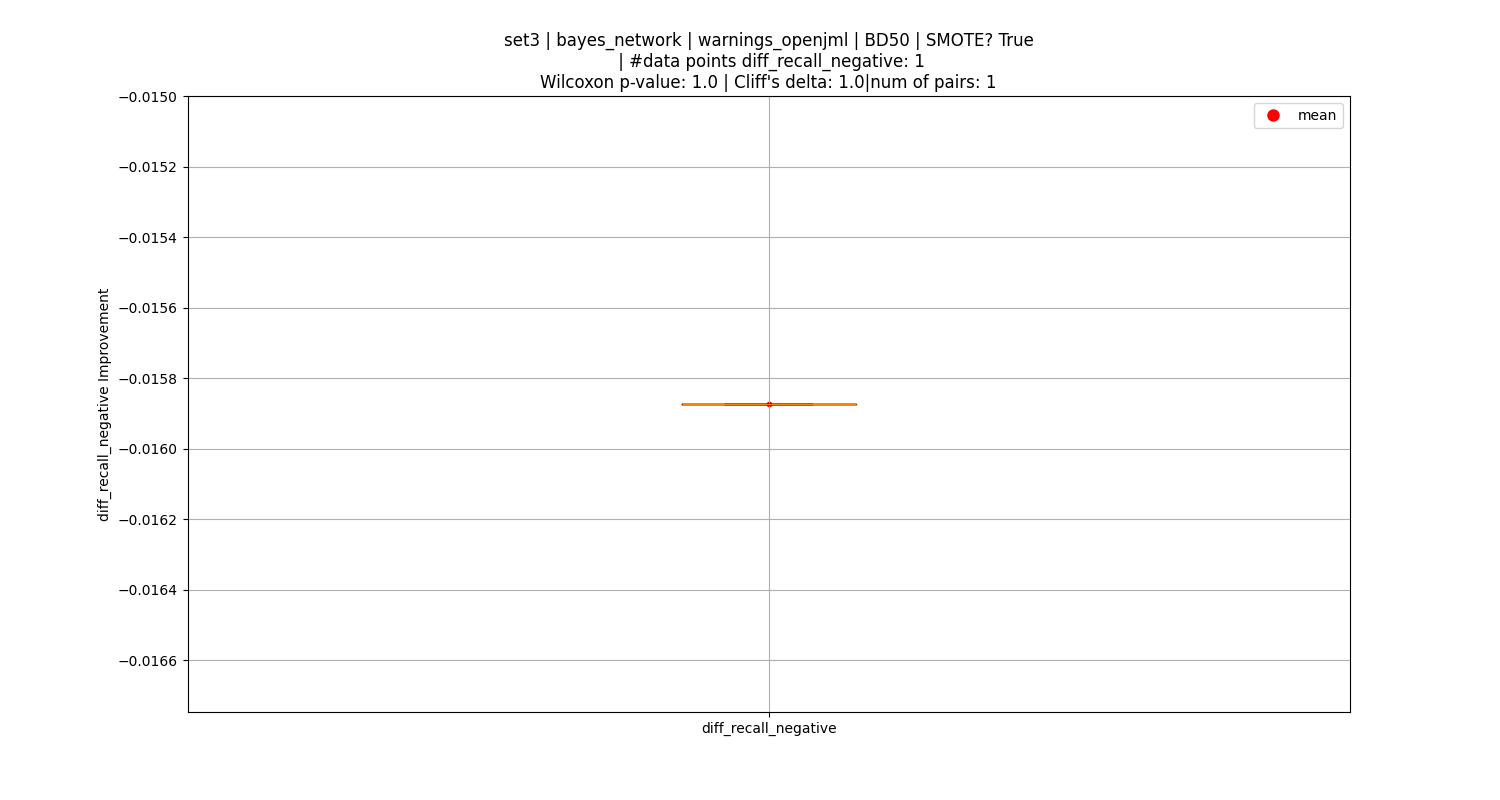 set3 | bayes_network | warnings_openjml | BD50 | SMOTE? True
| #data points diff_recall_negative: 1
Wilcoxon p-value: 1.0 | Cliff's delta: 1.0|num of pairs: 1
mean
−0.0150
−0.0152
−0.0154
−0.0156
−0.0158
−0.0160
−0.0162
−0.0164
−0.0166
diff_recall_negative Improvement
diff_recall_negative